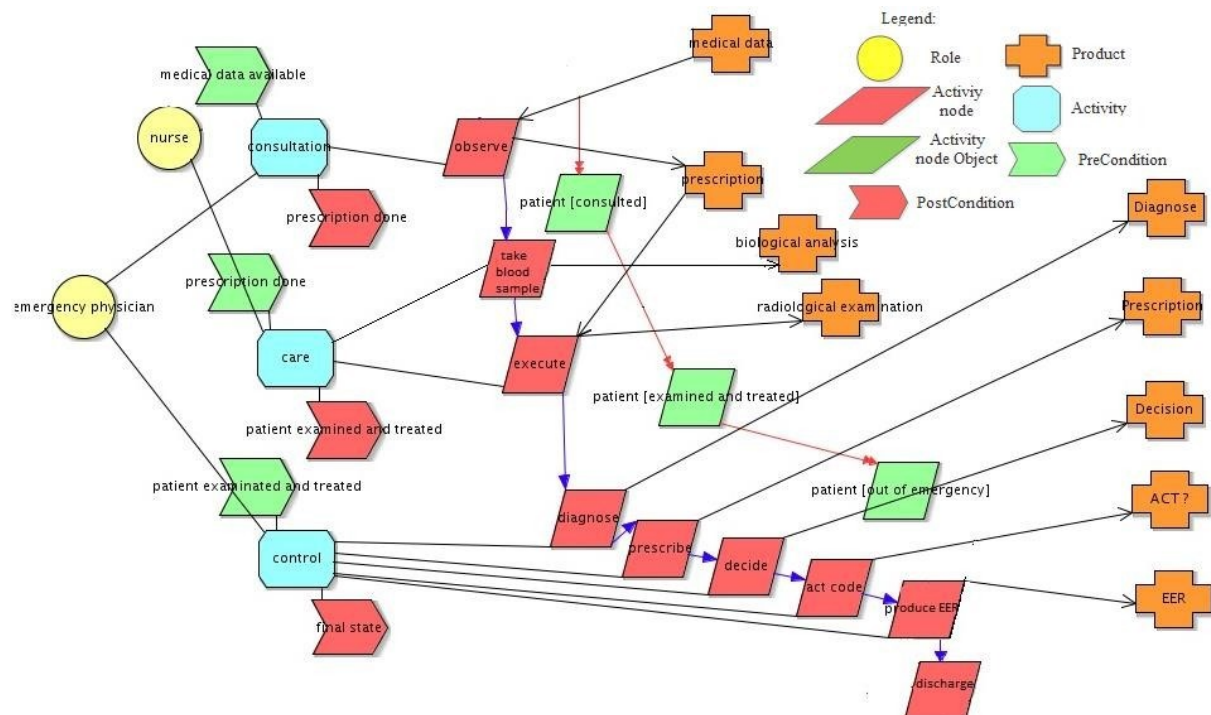 Legend:
Role
Product
Activiy
node
Activity
Activity
node Object
PreCondition
PostCondition
medical data
medical data available
nurse
consultation
observe
prescription
patient [consulted]
prescription done
Diagnose
biological analysis
take
blood
sample
prescription done
emergency physician
radiological examination
Prescription
care
execute
patient [examined and treated]
Decision
patient examined and treated
patient examinated and treated
patient [out of emergency]
ACT ?
diagnose
prescribe
control
decide
act code
produce EER
EER
final state
discharge